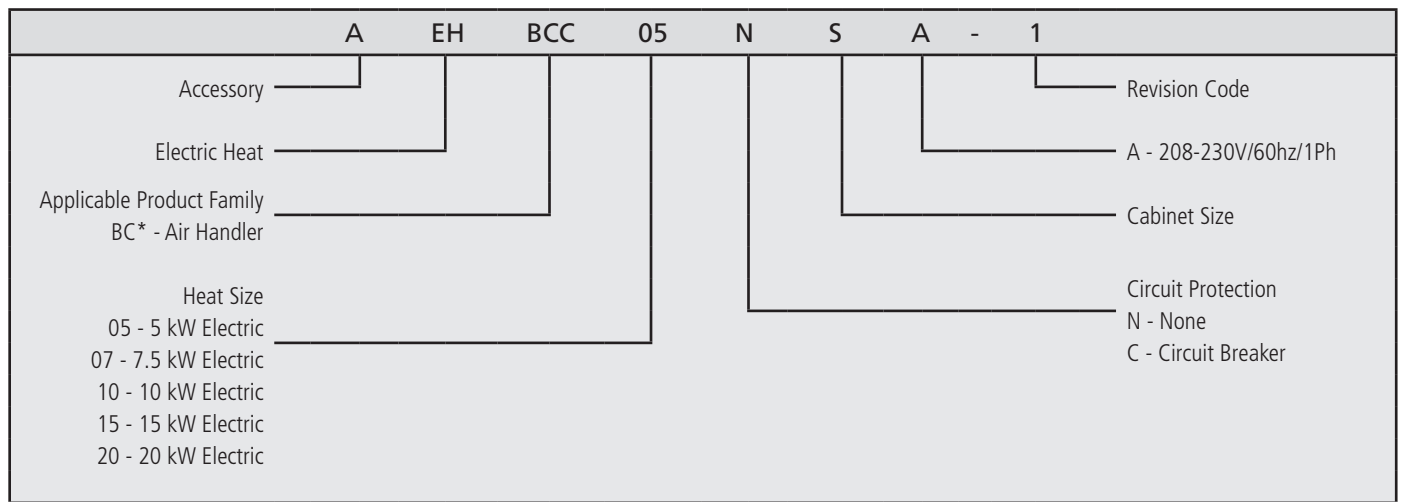 A EH BCC 05 N S A - 1
Accessory
Electric Heat
Applicable Product Family
BC* - Air Handler
Heat Size
05 - 5 kW Electric
07 - 7.5 kW Electric
10 - 10 kW Electric
15 - 15 kW Electric
20 - 20 kW Electric
Revision Code
A - 208-230V/60hz/1Ph
Cabinet Size
Circuit Protection
N - None
C - Circuit Breaker